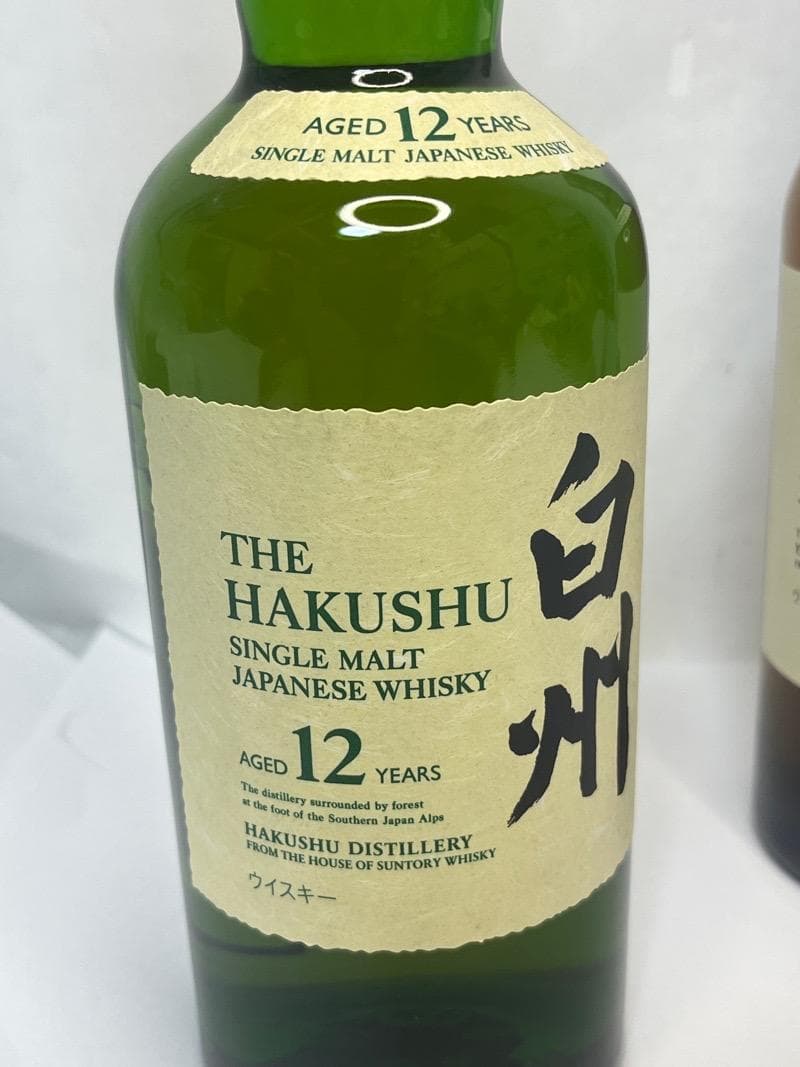 AGED 12 YEARS
SINGLE MALT JAPANESE WHISKY
白州
THE
HAKUSHU
SINGLE MALT
JAPANESE WHISKY
AGED 12 YEARS
The distillery surrounded by forest
at the foot of the Southern Japan Alps
HAKUSHU DISTILLERY
FROM THE HOUSE OF SUNTORY WHISKY
ウイスキー